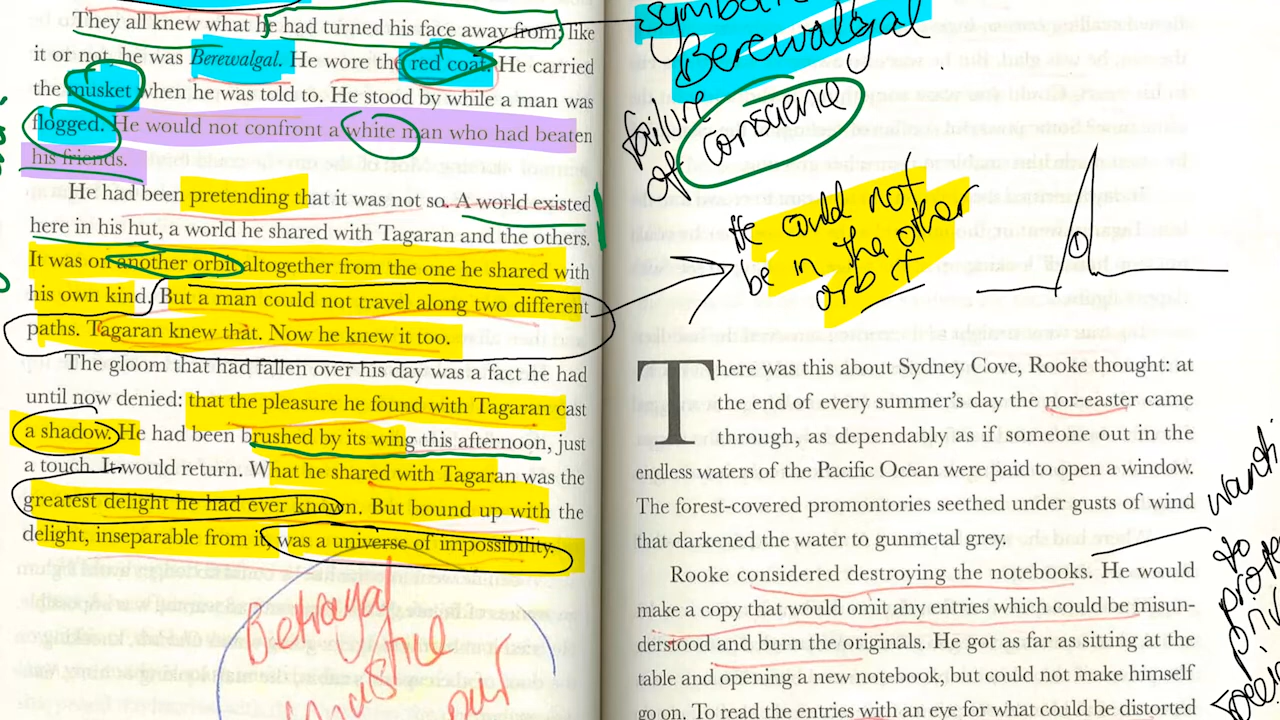 They all knew what he had turned his face away from: like
it or not, he was Berewalgal. He wore the red coat. He carried
the musket when he was told to. He stood by while a man was
flogged. He would not confront a white man who had beaten
his friends.
He had been pretending that it was not so. A world existed
here in his hut, a world he shared with Tagaran and the others.
It was on another orbit altogether from the one he shared with
his own kind. But a man could not travel along two different
paths. Tagaran knew that. Now he knew it too.
The gloom that had fallen over his day was a fact he had
until now denied: that the pleasure he found with Tagaran cast
a shadow. He had been brushed by its wing this afternoon, just
a touch. It would return. What he shared with Tagaran was the
greatest delight he had ever known. But bound up with the
delight, inseparable from it, was a universe of impossibility.
Betrayal
Berewalgal
failure
of conscience
He could not
be in the other
orbit
There was this about Sydney Cove, Rooke thought: at
the end of every summer's day the nor-easter came
through, as dependably as if someone out in the
endless waters of the Pacific Ocean were paid to open a window.
The forest-covered promontories seethed under gusts of wind
that darkened the water to gunmetal grey.
Rooke considered destroying the notebooks. He would
make a copy that would omit any entries which could be misun-
derstood and burn the originals. He got as far as sitting at the
table and opening a new notebook, but could not make himself
go on. To read the entries with an eye for what could be distorted
to